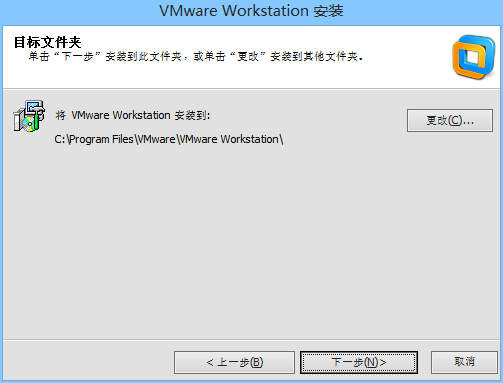 VMware Workstation 安装
目标文件夹
单击“下一步”安装到此文件夹，或单击“更改”安装到其他文件夹。
将 VMware Workstation 安装到:
更改(C)...
C:\Program Files\VMware\VMware Workstation\
< 上一步(B)
下一步(N)>
取消